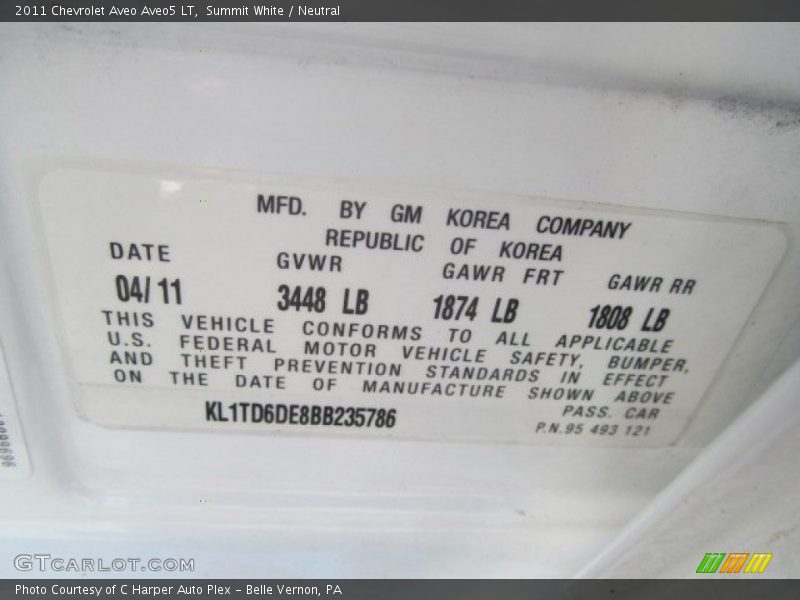 2011 Chevrolet Aveo Aveo5 LT, Summit White / Neutral
MFD. BY GM KOREA COMPANY
REPUBLIC OF KOREA
DATE GVWR GAWR FRT GAWR RR
04/11 3448 LB 1874 LB 1808 LB
THIS VEHICLE CONFORMS TO ALL APPLICABLE
U.S. FEDERAL MOTOR VEHICLE SAFETY, BUMPER,
AND THEFT PREVENTION STANDARDS IN EFFECT
ON THE DATE OF MANUFACTURE SHOWN ABOVE
KL1TD6DE8BB235786 PASS. CAR
P.N.95 493 121
GTCARLOT.COM
Photo Courtesy of C Harper Auto Plex - Belle Vernon, PA